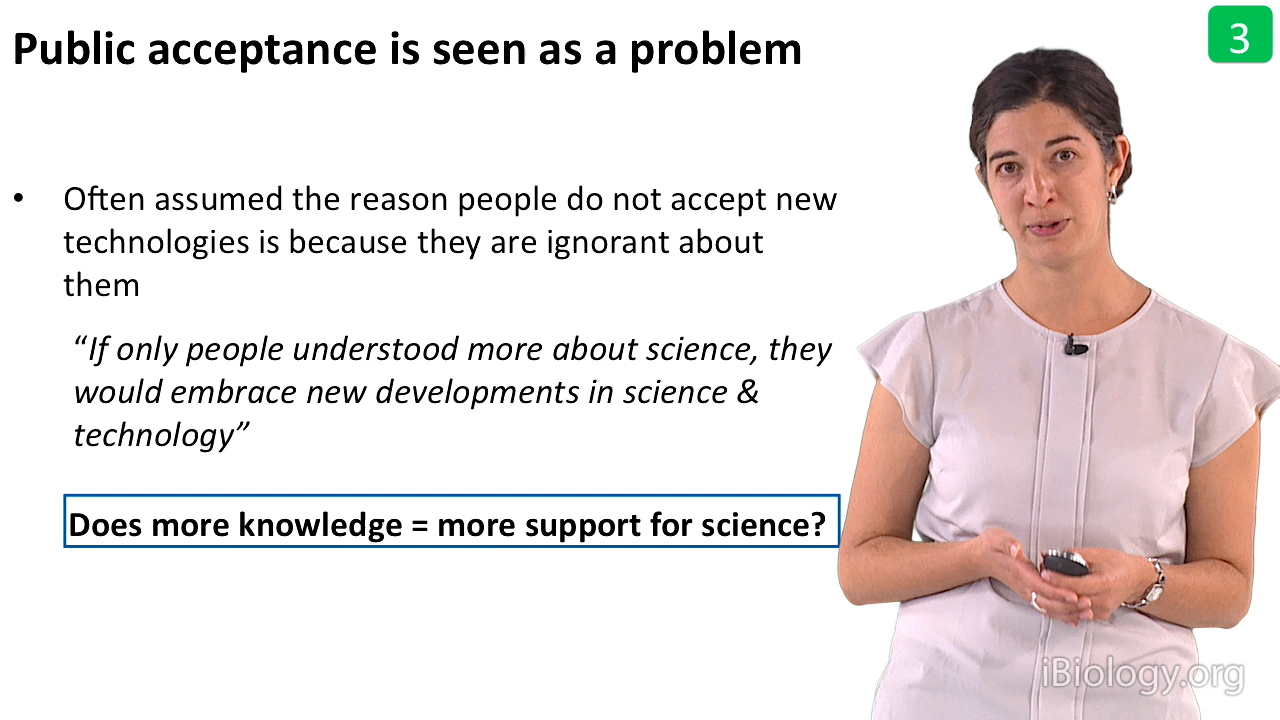 Public acceptance is seen as a problem
3
• Often assumed the reason people do not accept new
technologies is because they are ignorant about
them
“If only people understood more about science, they
would embrace new developments in science &
technology”
Does more knowledge = more support for science?
iBiology.org